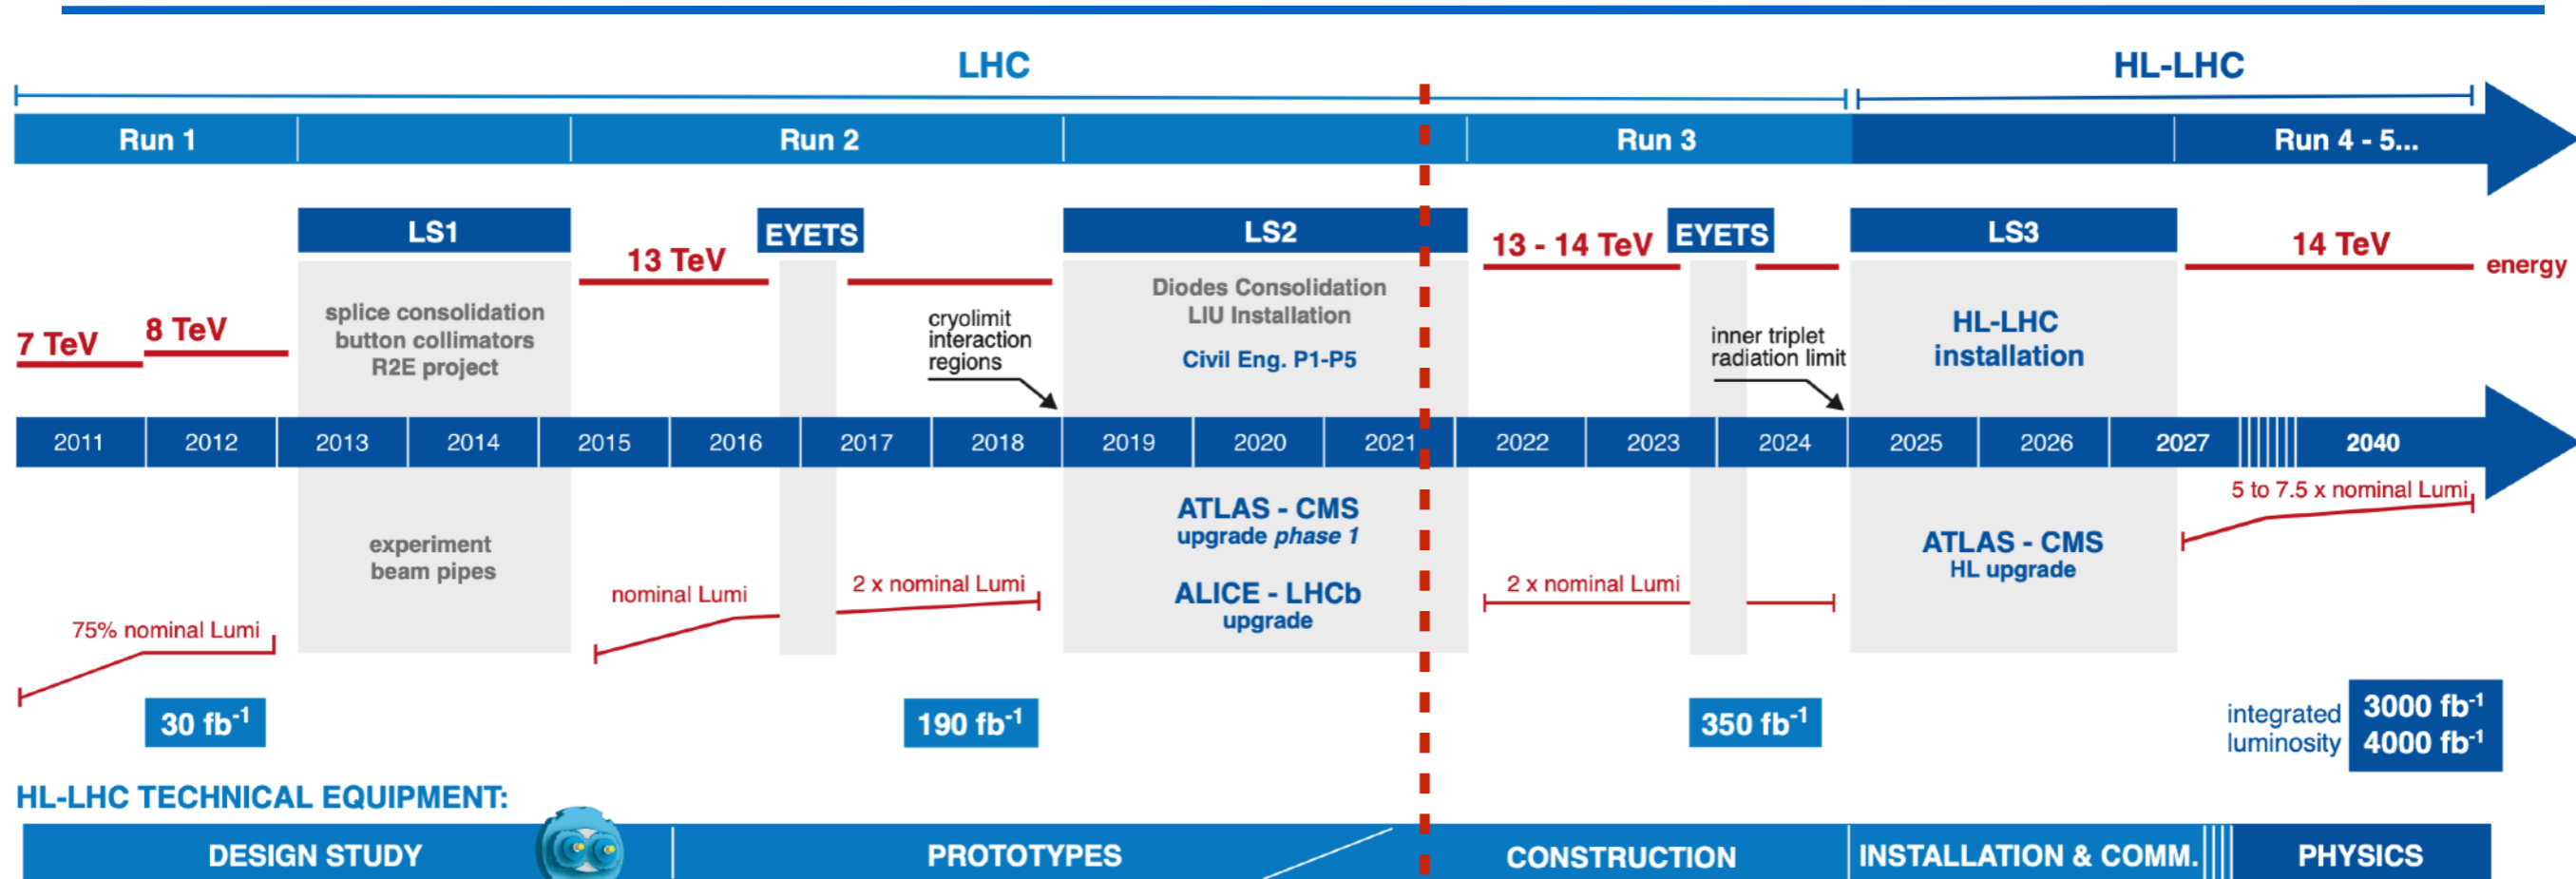 LHC
HL-LHC
Run 1
Run 2
Run 3
Run 4 - 5...
LS1
EYETS
LS2
EYETS
LS3
13 TeV
13 - 14 TeV
14 TeV
energy
7 TeV
8 TeV
splice consolidation
button collimators
R2E project
cryolimit
interaction
regions
Diodes Consolidation
LIU Installation
Civil Eng. P1-P5
inner triplet
radiation limit
HL-LHC
installation
2011
2012
2013
2014
2015
2016
2017
2018
2019
2020
2021
2022
2023
2024
2025
2026
2027
2040
experiment
beam pipes
ATLAS - CMS
upgrade phase 1
ALICE - LHCb
upgrade
ATLAS - CMS
HL upgrade
5 to 7.5 x nominal Lumi
75% nominal Lumi
nominal Lumi
2 x nominal Lumi
2 x nominal Lumi
30 fb⁻¹
190 fb⁻¹
350 fb⁻¹
integrated
luminosity
3000 fb⁻¹
4000 fb⁻¹
HL-LHC TECHNICAL EQUIPMENT:
DESIGN STUDY
PROTOTYPES
CONSTRUCTION
INSTALLATION & COMM.
PHYSICS